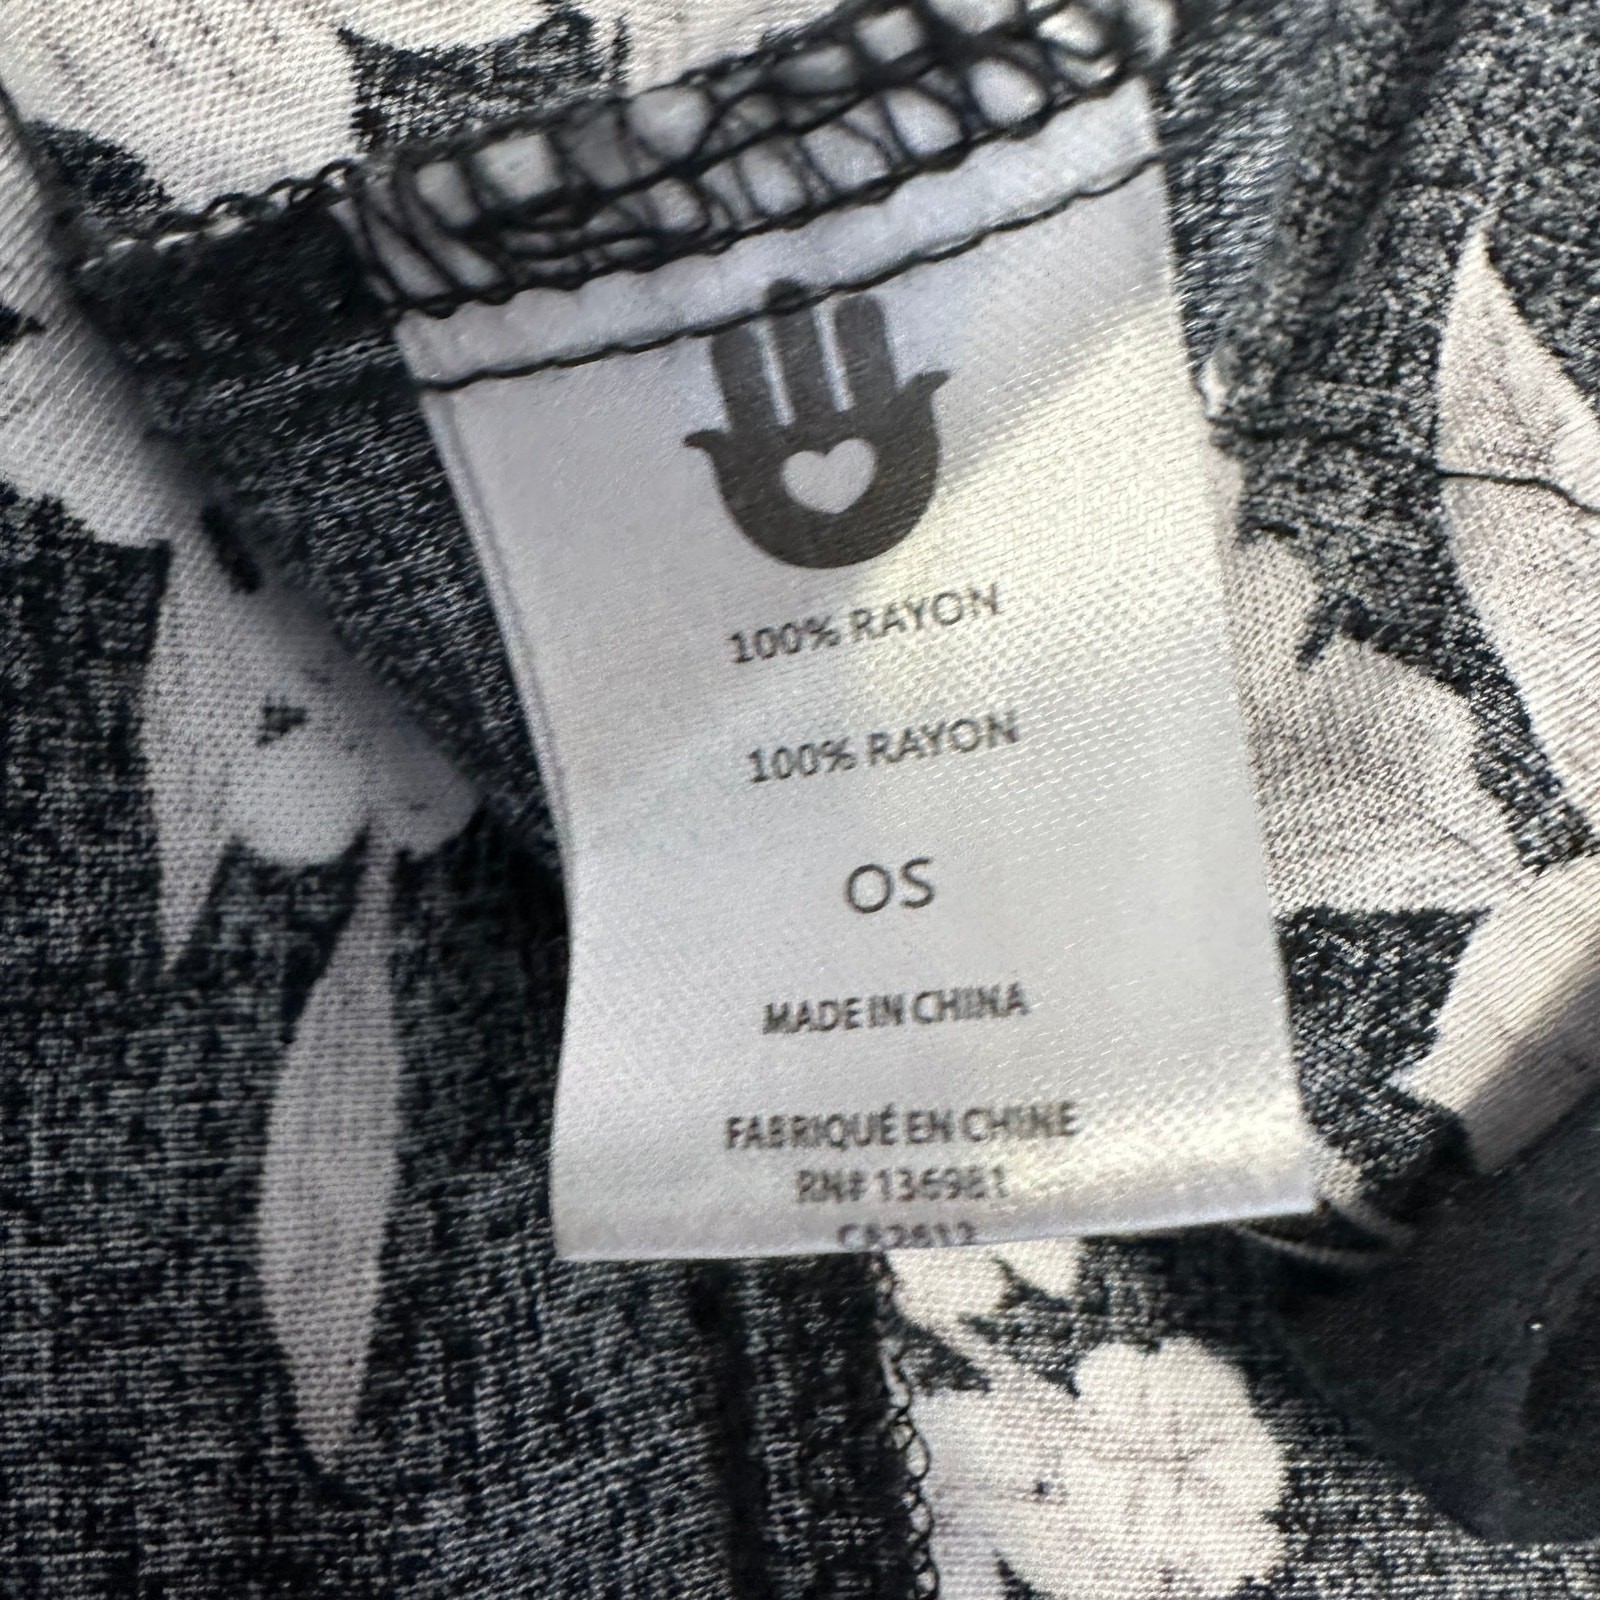 100% RAYON
100% RAYON
OS
MADE IN CHINA
FABRIQUÉ EN CHINE
RN# 136981